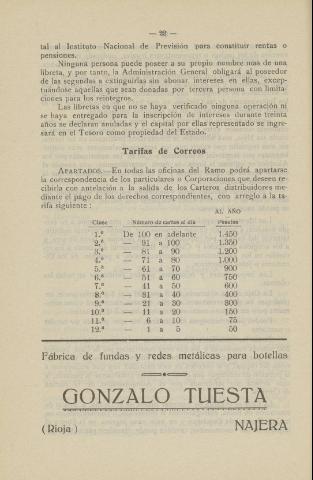 — 22 —
tal al Instituto Nacional de Previsión para constituir rentas o
pensiones.
Ninguna persona puede poseer a su propio nombre mas de una
libreta, y por tanto, la Administración General obligará al poseedor
de las segundas a extinguirlas sin abonar intereses en ellas, excep-
tuándose aquellas que sean donadas por tercera persona con limita-
ciones para los reintegros.
Las libretas en que no se haya verificado ninguna operación ni
se haya entregado para la inscripción de intereses durante treinta
años se declaran anuladas y el capital por ellas representado se ingre-
sará en el Tesoro como propiedad del Estado.
Tarifas de Correos
APARTADOS.—En todas las oficinas del Ramo podrá apartarse
la correspondencia de los particulares o Corporaciones que deseen re-
cibirla con antelación a la salida de los Carteros distribuidores me-
diante el pago de los derechos correspondientes, con arreglo a la ta-
rifa siguiente :
AL AÑO
Clase Número de cartas al día Pesetas
1.ª De 100 en adelante 1.450
2.ª — 91 a 100 1.350
3.ª — 81 a 90 1.200
4.ª — 71 a 80 1.000
5.ª — 61 a 70 900
6.ª — 51 a 60 750
7.ª — 41 a 50 600
8.ª — 31 a 40 400
9.ª — 21 a 30 300
10.ª — 11 a 20 150
11.ª — 6 a 10 75
12.ª — 1 a 5 50
Fábrica de fundas y redes metálicas para botellas
GONZALO TUESTA
(Rioja) NAJERA